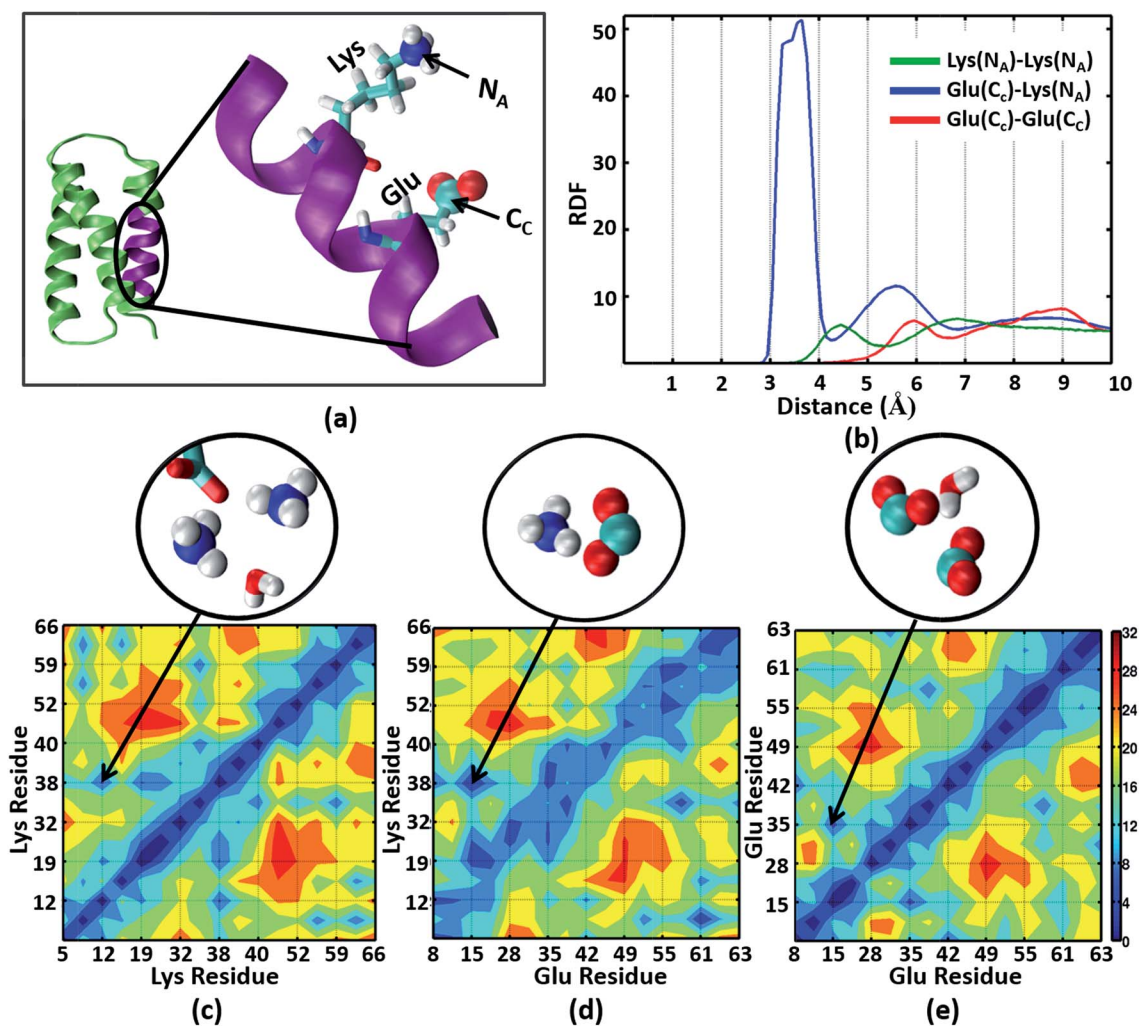 Lys
N_A
Glu
C_C
(a)
50
40
30
20
10
RDF
Lys(N_A)-Lys(N_A)
Glu(C_c)-Lys(N_A)
Glu(C_c)-Glu(C_C)
1 2 3 4 5 6 7 8 9 10
Distance (Å)
(b)
66
59
52
40
38
32
19
12
Lys Residue
5 12 19 32 38 40 52 59 66
Lys Residue
(c)
66
59
52
40
38
32
19
12
Lys Residue
8 15 28 35 42 49 55 61 63
Glu Residue
(d)
63
61
55
49
42
35
28
15
Glu Residue
8 15 28 35 42 49 55 61 63
Glu Residue
(e)
32
28
24
20
16
12
8
4
0